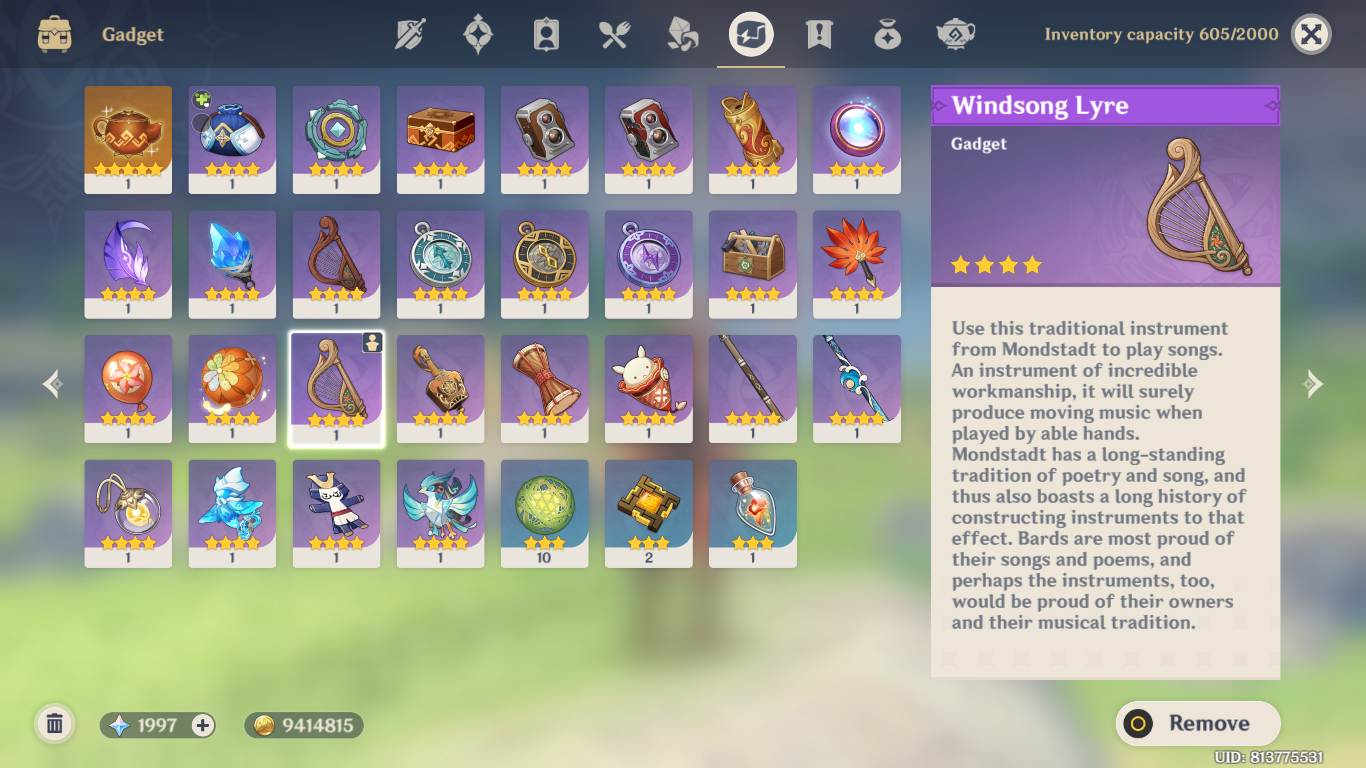 Gadget
Inventory capacity 605/2000
Windsong Lyre
Gadget
1 1 1 1 1 1 1 1
1 1 1 1 1 1 1 1
1 1 1 1 1 1 1 1
1 1 1 1 10 2 1
Use this traditional instrument
from Mondstadt to play songs.
An instrument of incredible
workmanship, it will surely
produce moving music when
played by able hands.
Mondstadt has a long-standing
tradition of poetry and song, and
thus also boasts a long history of
constructing instruments to that
effect. Bards are most proud of
their songs and poems, and
perhaps the instruments, too,
would be proud of their owners
and their musical tradition.
1997
9414815
Remove
UID: 813775531